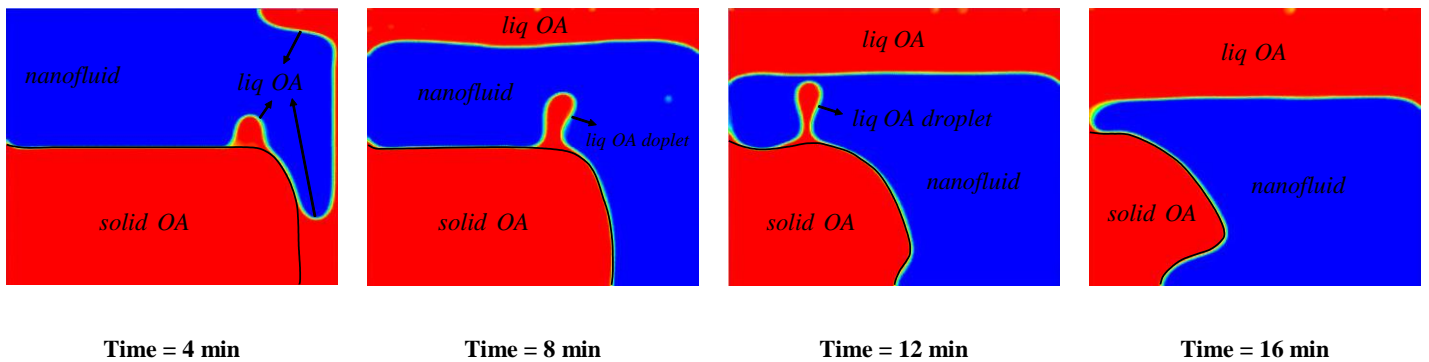 nanofluid
liq OA
solid OA
liq OA
nanofluid
liq OA doplet
solid OA
liq OA
liq OA droplet
nanofluid
solid OA
liq OA
nanofluid
solid OA
Time = 4 min
Time = 8 min
Time = 12 min
Time = 16 min